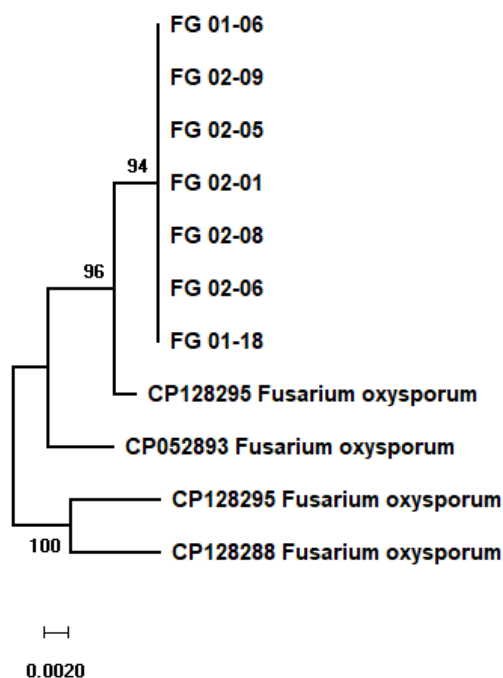 FG 01-06
FG 02-09
FG 02-05
94
FG 02-01
FG 02-08
96
FG 02-06
FG 01-18
CP128295 Fusarium oxysporum
CP052893 Fusarium oxysporum
CP128295 Fusarium oxysporum
100
CP128288 Fusarium oxysporum
0.0020